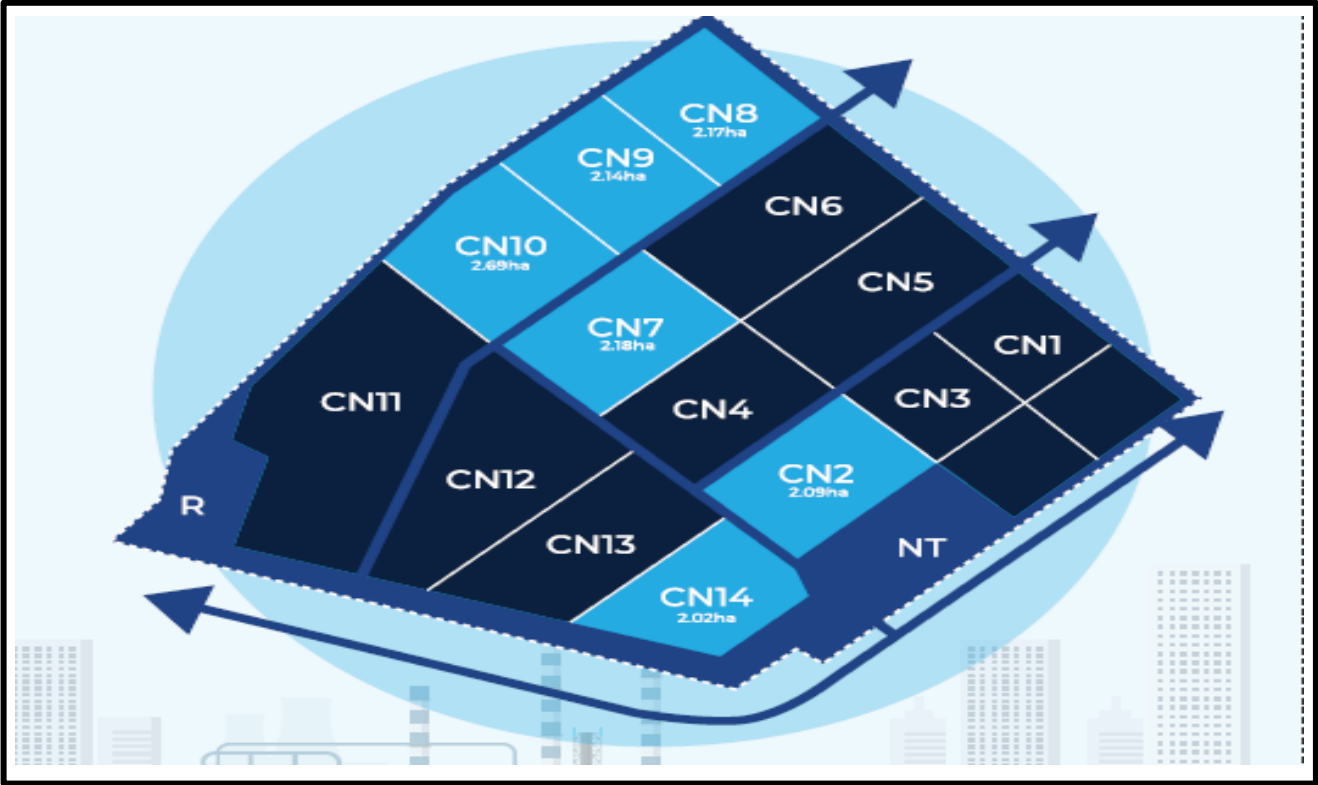 CN8
2.17ha
CN9
2.14ha
CN6
CN10
2.69ha
CN5
CN7
2.18ha
CN1
CN11
CN4
CN3
CN12
CN2
2.09ha
R
CN13
NT
CN14
2.02ha